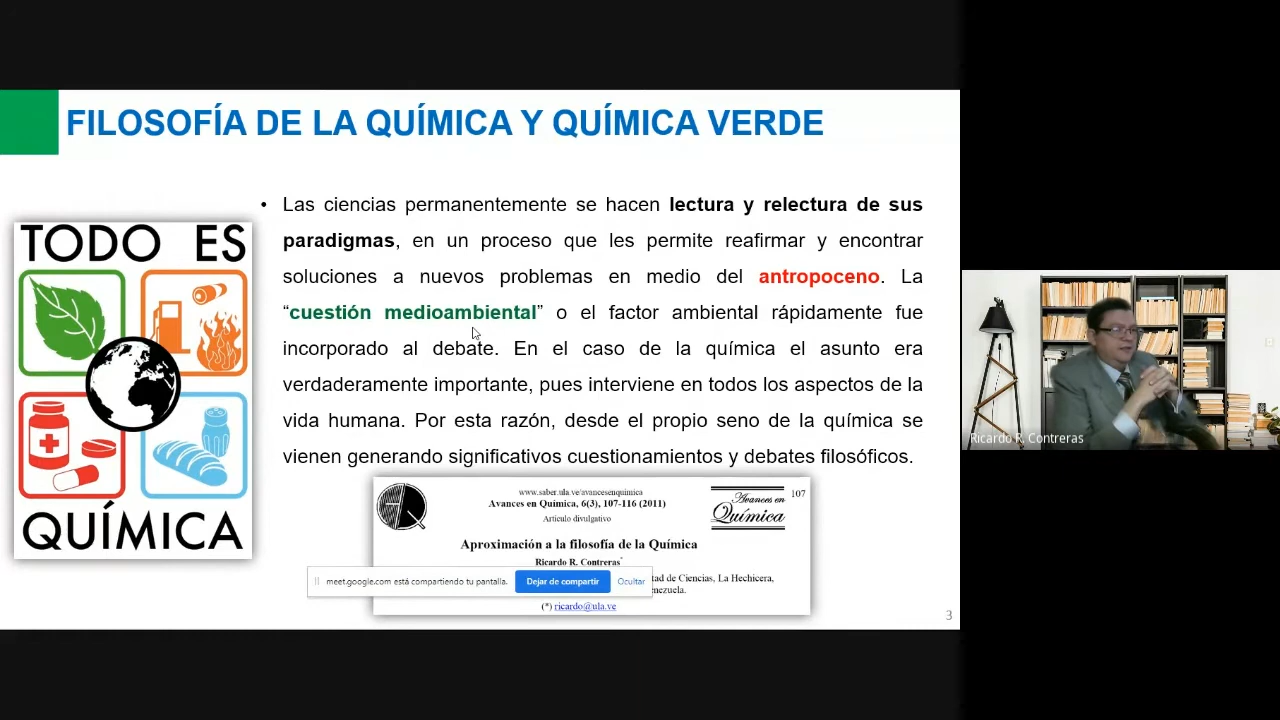 FILOSOFÍA DE LA QUÍMICA Y QUÍMICA VERDE
TODO ES
QUÍMICA
• Las ciencias permanentemente se hacen lectura y relectura de sus
paradigmas, en un proceso que les permite reafirmar y encontrar
soluciones a nuevos problemas en medio del antropoceno. La
“cuestión medioambiental” o el factor ambiental rápidamente fue
incorporado al debate. En el caso de la química el asunto era
verdaderamente importante, pues interviene en todos los aspectos de la
vida humana. Por esta razón, desde el propio seno de la química se
vienen generando significativos cuestionamientos y debates filosóficos.
www.saber.ula.ve/avancesenquimica
Avances en Química, 6(3), 107-116 (2011)
Artículo divulgativo
Avances en
Química
107
Aproximación a la filosofía de la Química
Ricardo R. Contreras*
tad de Ciencias, La Hechicera,
nezuela.
(*) ricardo@ula.ve
meet.google.com está compartiendo tu pantalla.
Dejar de compartir
Ocultar
3
Ricardo R. Contreras